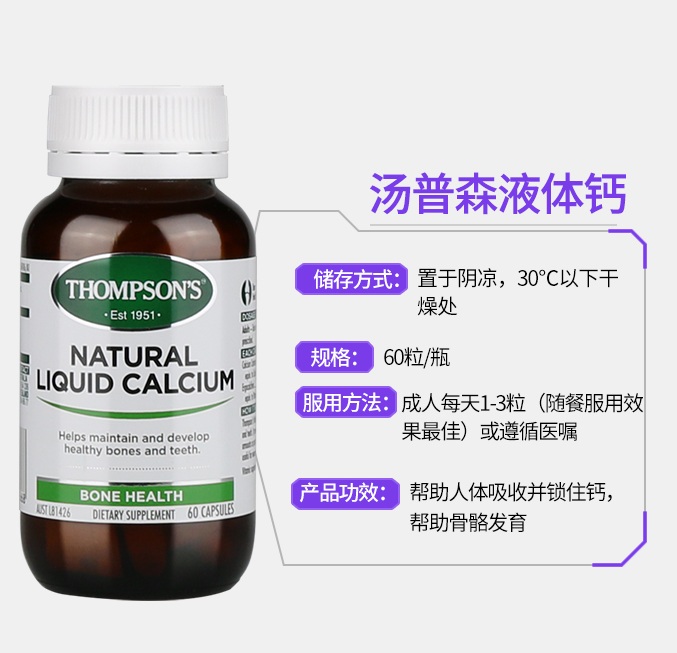 THOMPSON'S
Est 1951
NATURAL
LIQUID CALCIUM
Helps maintain and develop
healthy bones and teeth.
BONE HEALTH
AUST L81426 DIETARY SUPPLEMENT 60 CAPSULES
汤普森液体钙
储存方式: 置于阴凉，30℃以下干
燥处
规格: 60粒/瓶
服用方法: 成人每天1-3粒（随餐服用效
果最佳）或遵循医嘱
产品功效: 帮助人体吸收并锁住钙，
帮助骨骼发育